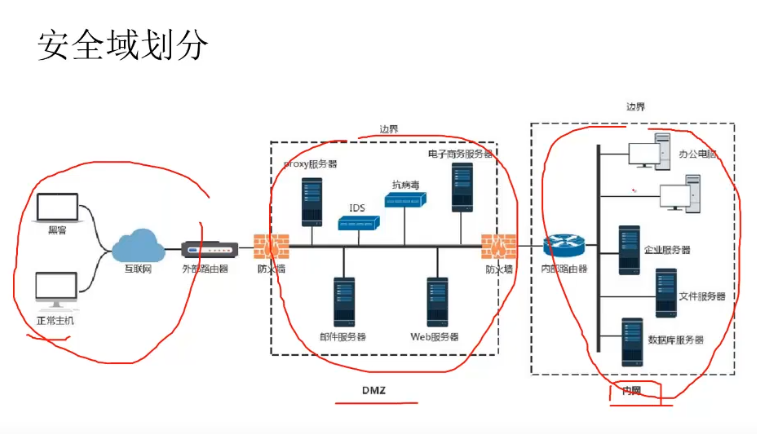 安全域划分
边界
边界
proxy服务器
电子商务服务器
抗病毒
IDS
办公电脑
黑客
互联网
外部路由器
防火墙
防火墙
内部路由器
企业服务器
文件服务器
正常主机
邮件服务器
Web服务器
数据库服务器
DMZ
内网